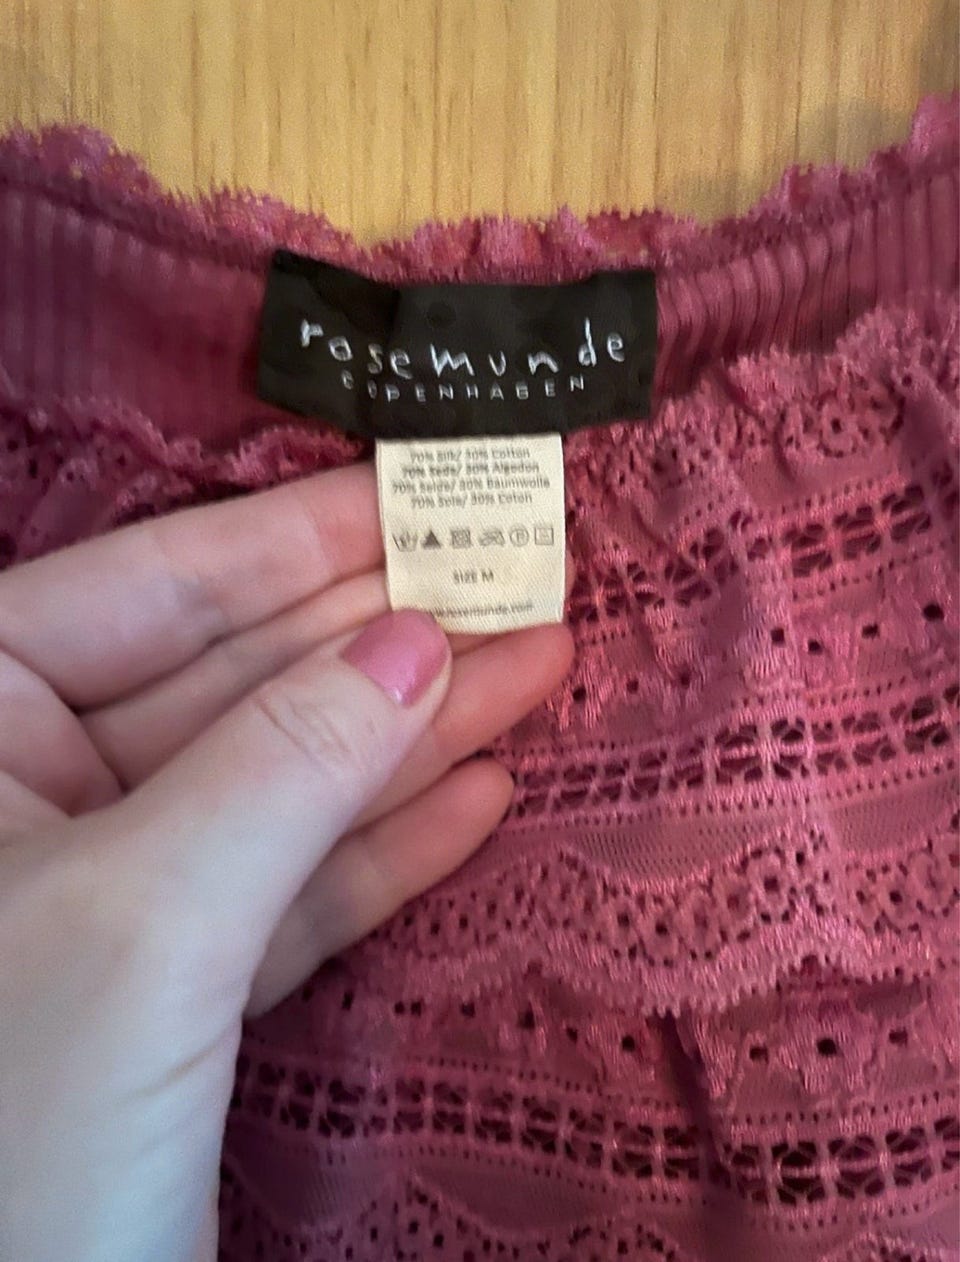 rosemunde
COPENHAGEN
70% Silk/ 30% Cotton
70% Seda/ 30% Algodon
70% Seide/ 30% Baumwolle
70% Soie/ 30% Coton
SIZE M
www.rosemunde.com